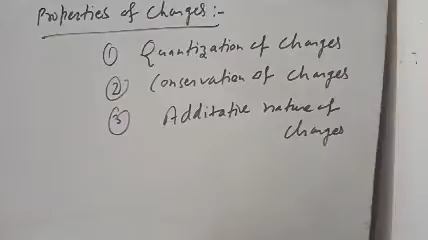 Properties of Charges:-
① Quantization of charges
② Conservation of charges
③ Additative nature of
charges